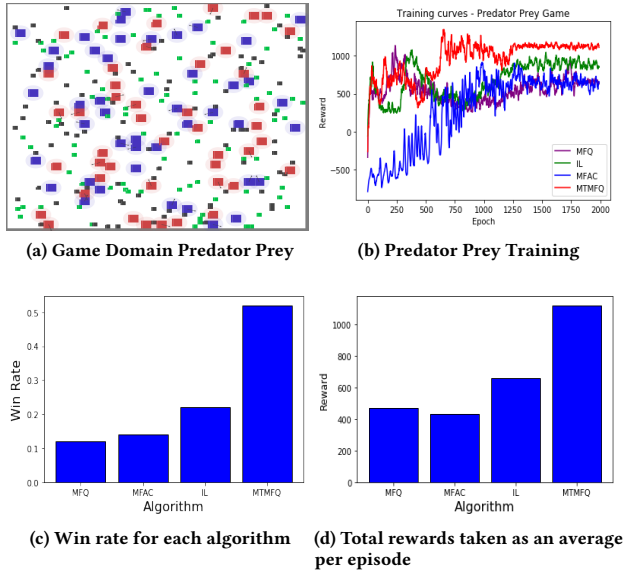 Training curves - Predator Prey Game
1000
500
0
−500
Reward
0 250 500 750 1000 1250 1500 1750 2000
Epoch
MFQ
IL
MFAC
MTMFQ
(a) Game Domain Predator Prey
(b) Predator Prey Training
0.5
0.4
0.3
0.2
0.1
0.0
Win Rate
MFQ MFAC IL MTMFQ
Algorithm
1000
800
600
400
200
0
Reward
MFQ MFAC IL MTMFQ
Algorithm
(c) Win rate for each algorithm
(d) Total rewards taken as an average
per episode